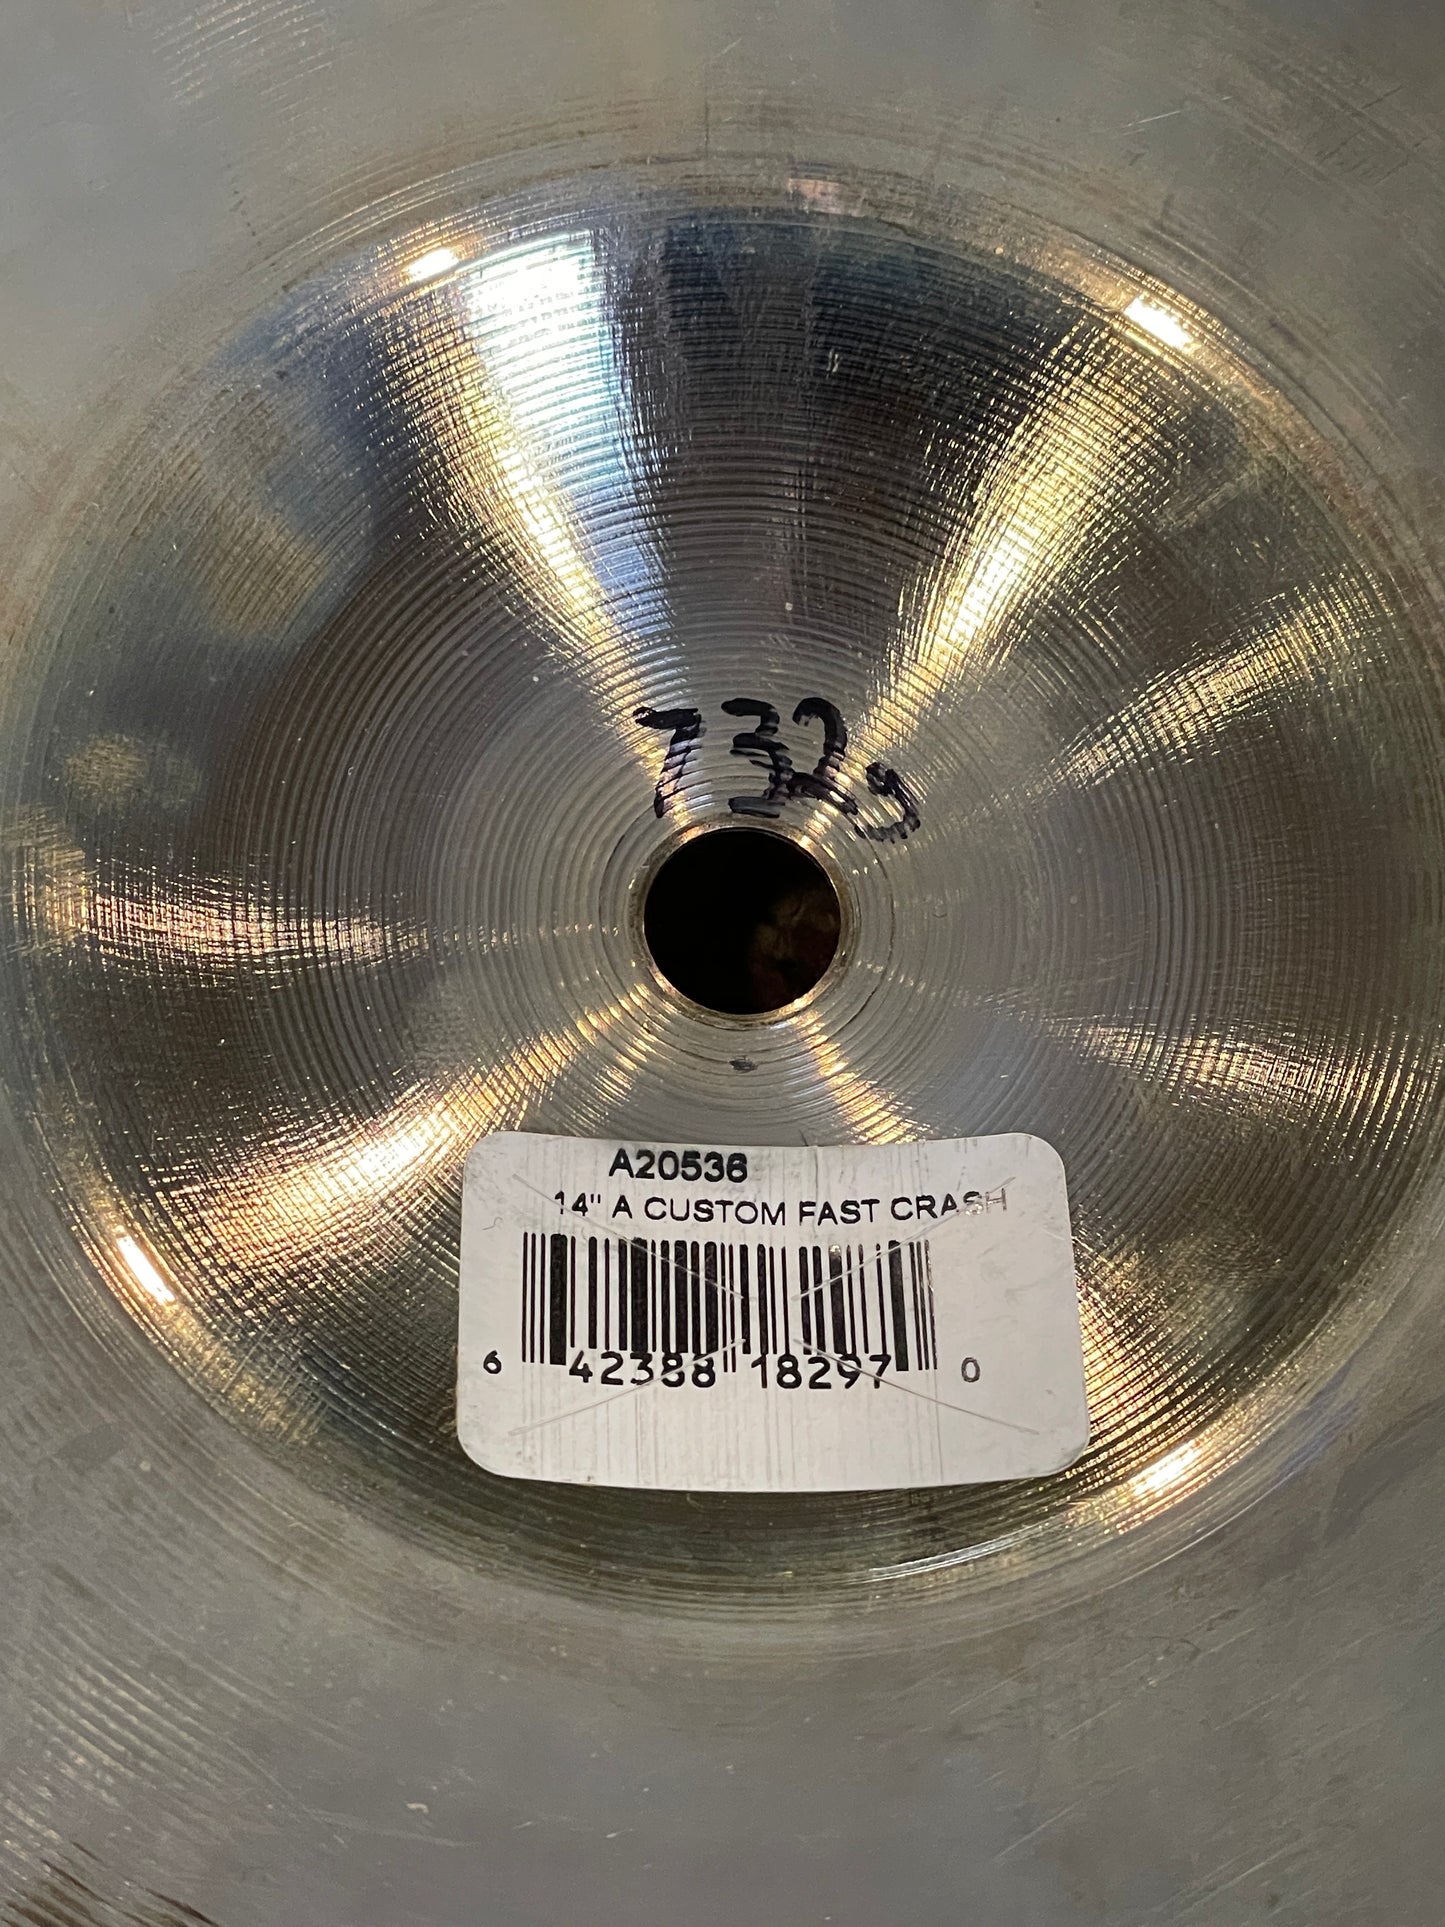 732g
A20536
14" A CUSTOM FAST CRASH
6 42388 18297 0